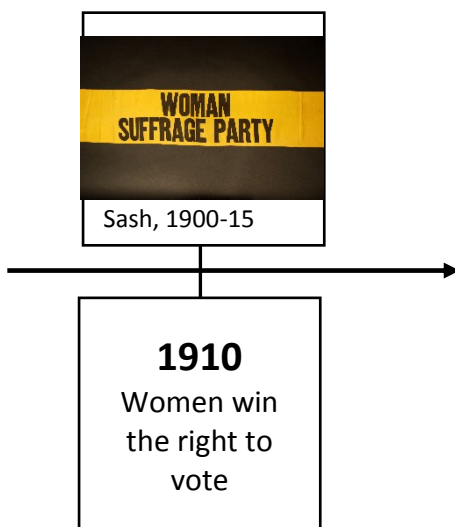 WOMAN
SUFFRAGE PARTY
Sash, 1900-15
1910
Women win
the right to
vote